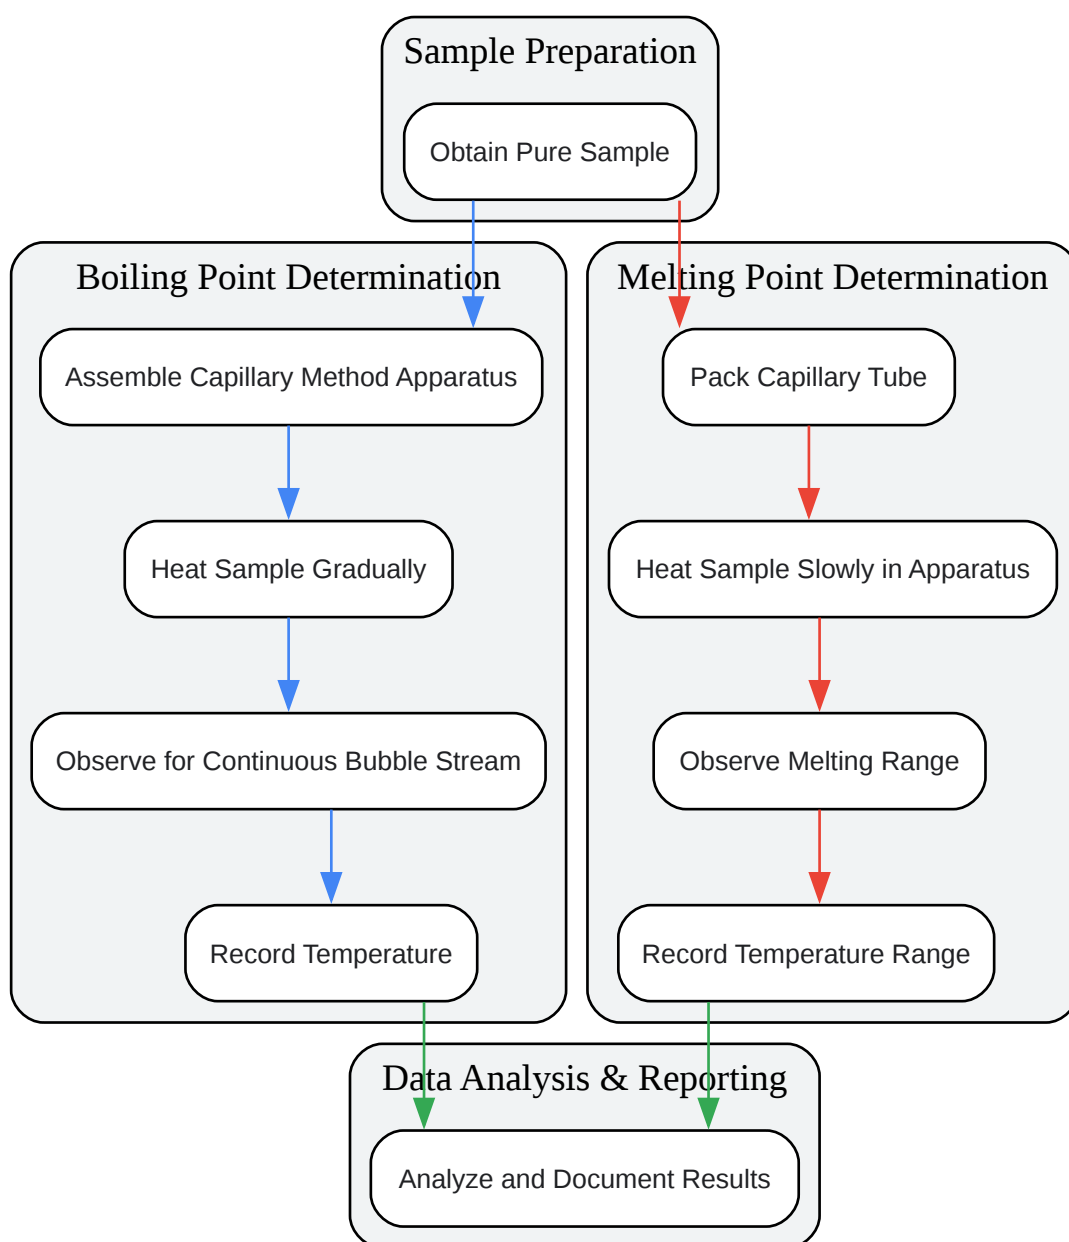 Sample Preparation
Obtain Pure Sample
Boiling Point Determination
Assemble Capillary Method Apparatus
Heat Sample Gradually
Observe for Continuous Bubble Stream
Record Temperature
Melting Point Determination
Pack Capillary Tube
Heat Sample Slowly in Apparatus
Observe Melting Range
Record Temperature Range
Data Analysis & Reporting
Analyze and Document Results